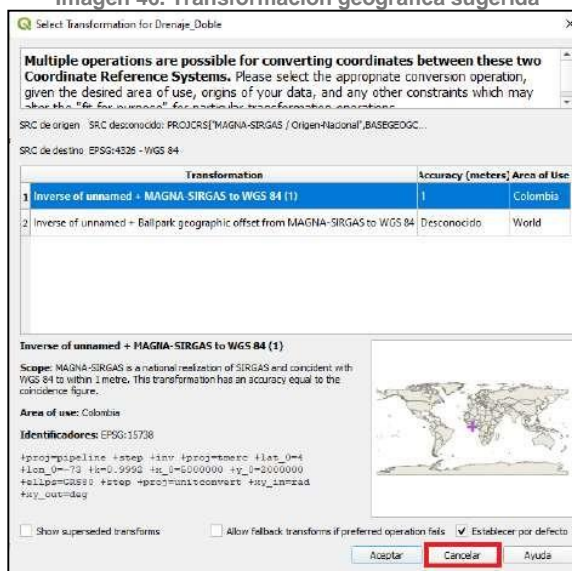 Imagen 46. Transformación geográfica sugerida
Select Transformation for Drenaje_Doble
Multiple operations are possible for converting coordinates between these two
Coordinate Reference Systems. Please select the appropriate conversion operation,
given the desired area of use, origins of your data, and any other constraints which may
alter the "fit for purpose" for particular transformation operations.
SRC de origen SRC desconocido: PROJCRS["MAGNA-SIRGAS / Origen-Nacional",BASEGEOGC...
SRC de destino EPSG:4326 - WGS 84
Transformation Accuracy (meters) Area of Use
1 Inverse of unnamed + MAGNA-SIRGAS to WGS 84 (1) 1 Colombia
2 Inverse of unnamed + Ballpark geographic offset from MAGNA-SIRGAS to WGS 84 Desconocido World
Inverse of unnamed + MAGNA-SIRGAS to WGS 84 (1)
Scope: MAGNA-SIRGAS is a national realization of SIRGAS and coincident with
WGS 84 to within 1 metre. This transformation has an accuracy equal to the
coincidence figure.
Area of use: Colombia
Identificadores: EPSG:15738
+proj=pipeline +step +inv +proj=tmerc +lat_0=4
+lon_0=-73 +k=0.9992 +x_0=5000000 +y_0=2000000
+ellps=GRS80 +step +proj=unitconvert +xy_in=rad
+xy_out=deg
Show superseded transforms Allow fallback transforms if preferred operation fails Establecer por defecto
Aceptar Cancelar Ayuda